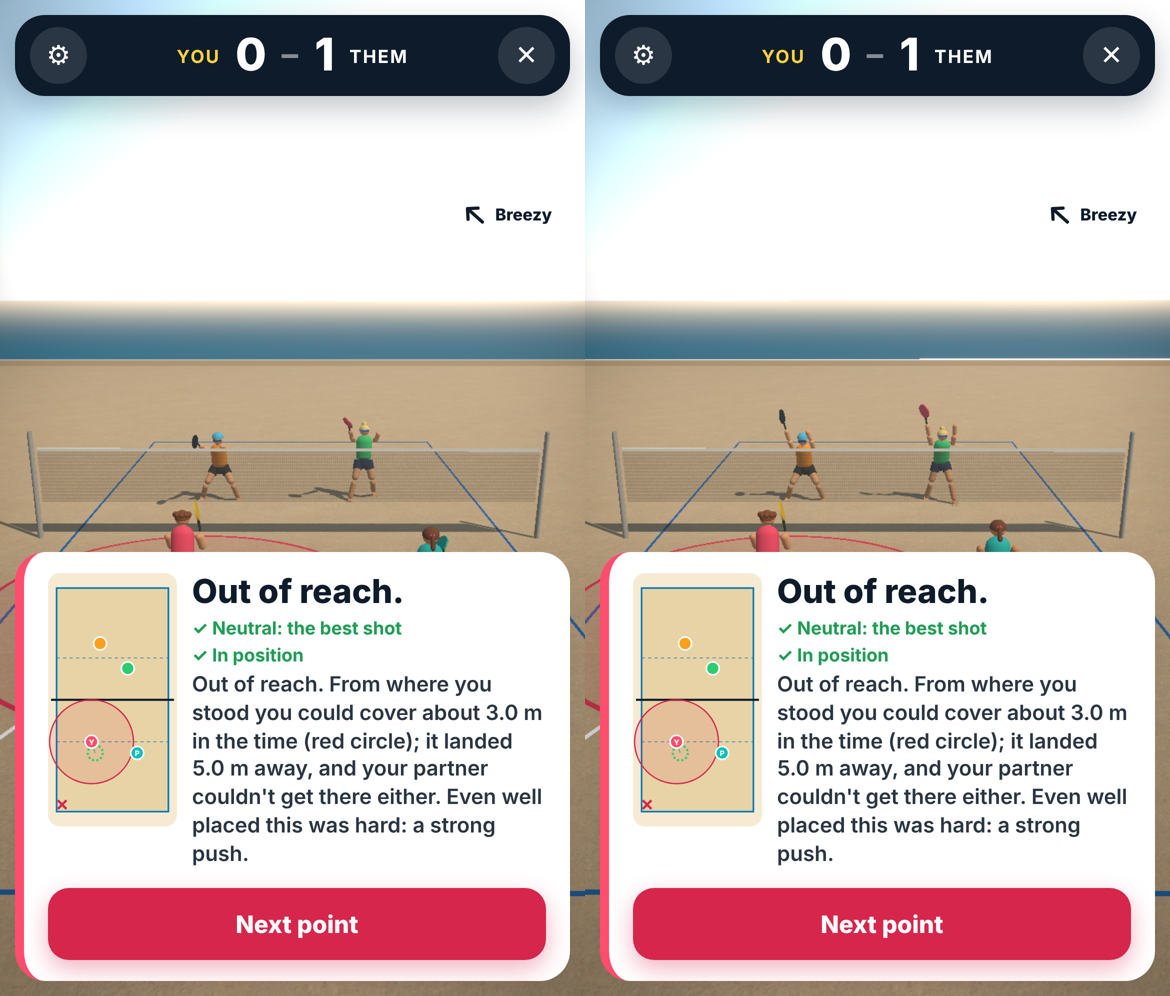 YOU 0 – 1 THEM
Breezy
Out of reach.
✓ Neutral: the best shot
✓ In position
Out of reach. From where you
stood you could cover about 3.0 m
in the time (red circle); it landed
5.0 m away, and your partner
couldn't get there either. Even well
placed this was hard: a strong
push.
Y
P
Next point
YOU 0 – 1 THEM
Breezy
Out of reach.
✓ Neutral: the best shot
✓ In position
Out of reach. From where you
stood you could cover about 3.0 m
in the time (red circle); it landed
5.0 m away, and your partner
couldn't get there either. Even well
placed this was hard: a strong
push.
Y
P
Next point